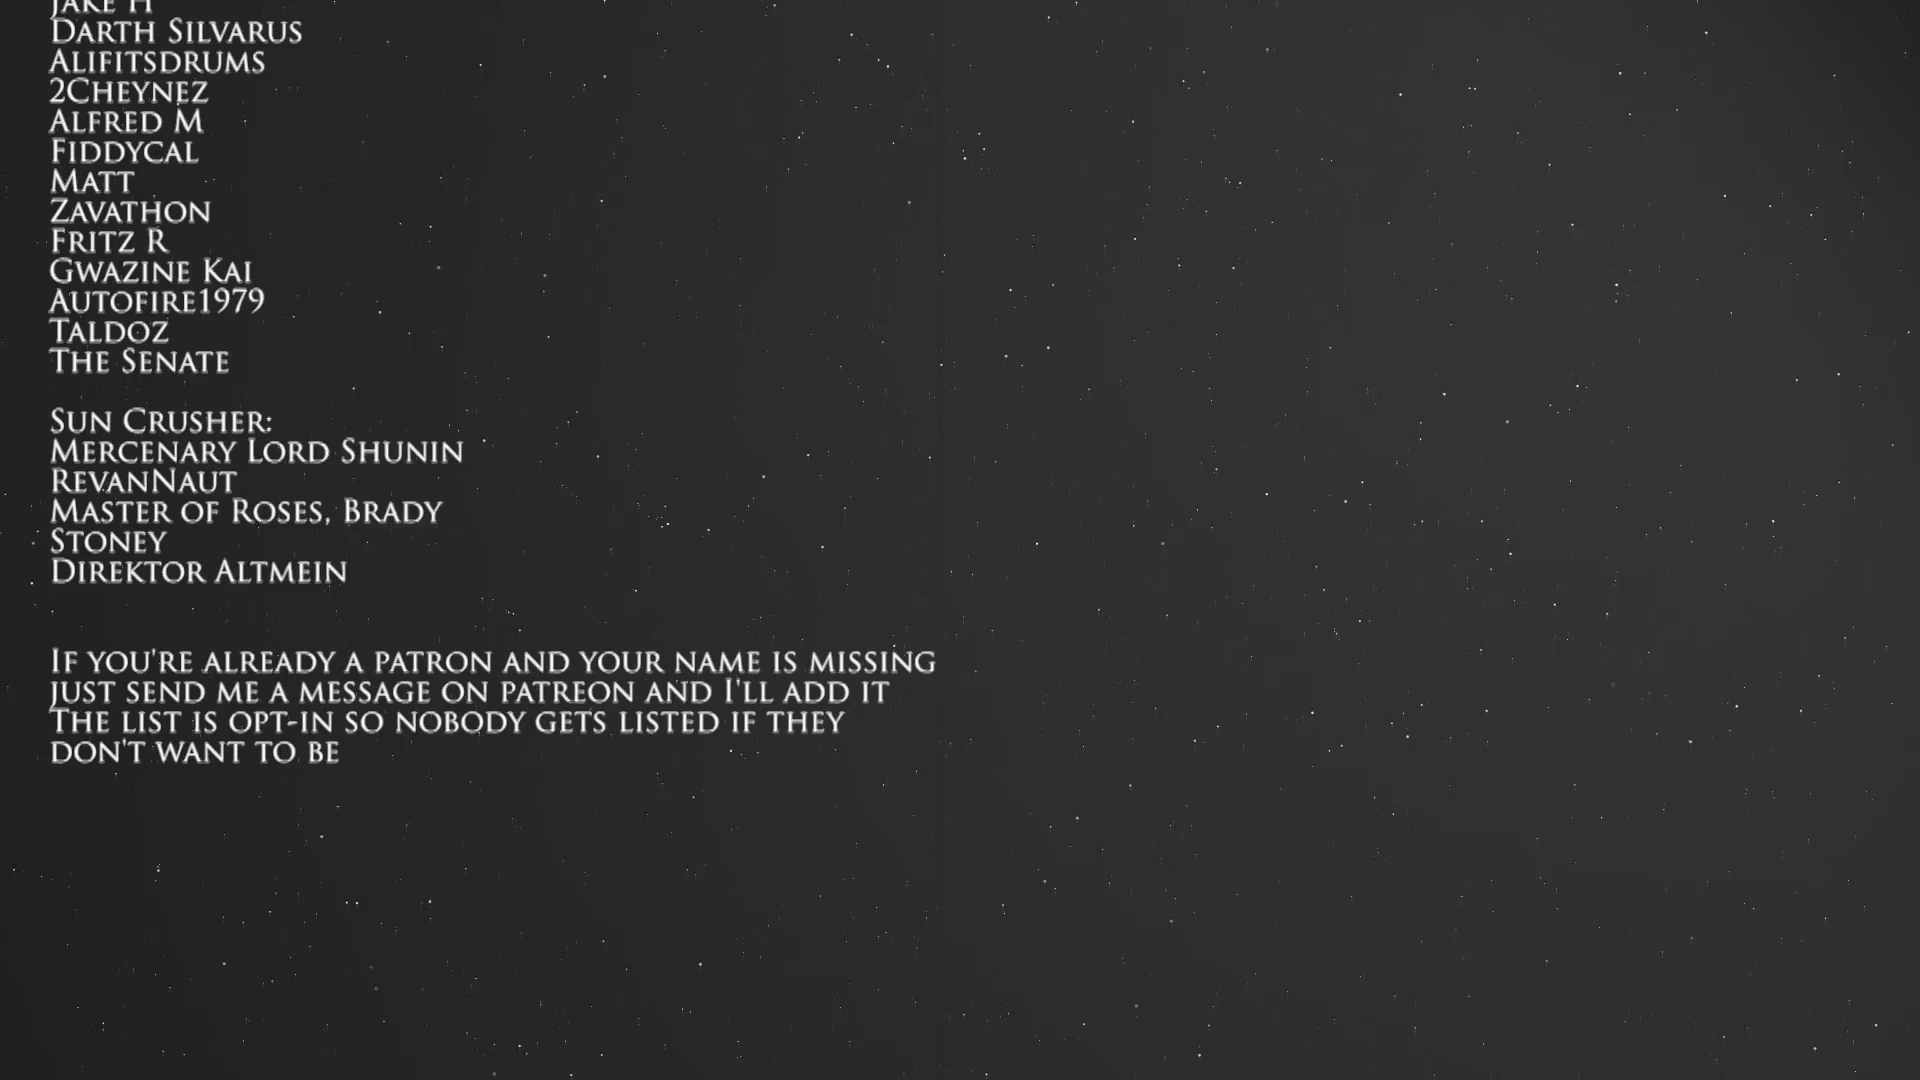 Jake H
Darth Silvarus
Alifitsdrums
2Cheynez
Alfred M
Fiddycal
Matt
Zavathon
Fritz R
Gwazine Kai
Autofire1979
Taldoz
The Senate
Sun Crusher:
Mercenary Lord Shunin
RevanNaut
Master of Roses, Brady
Stoney
Direktor Altmein
If you're already a patron and your name is missing
just send me a message on patreon and I'll add it
The list is opt-in so nobody gets listed if they
don't want to be